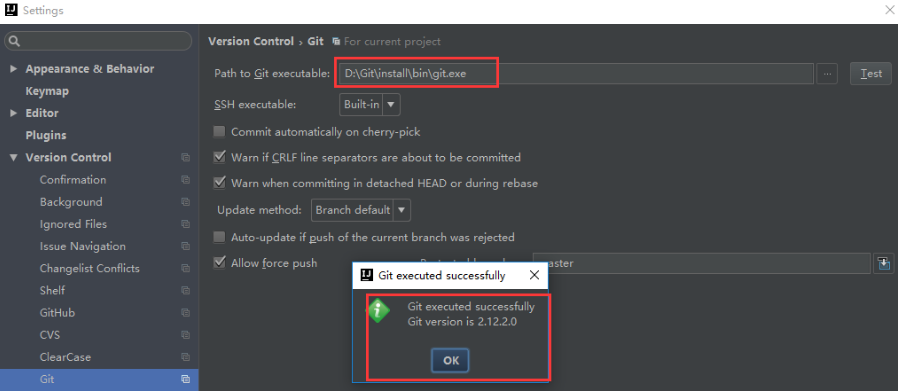 Settings
Version Control › Git For current project
Appearance & Behavior
Keymap
Editor
Plugins
Version Control
Confirmation
Background
Ignored Files
Issue Navigation
Changelist Conflicts
Shelf
GitHub
CVS
ClearCase
Git
Path to Git executable: D:\Git\install\bin\git.exe ... Test
SSH executable: Built-in
Commit automatically on cherry-pick
Warn if CRLF line separators are about to be committed
Warn when committing in detached HEAD or during rebase
Update method: Branch default
Auto-update if push of the current branch was rejected
Allow force push
Git executed successfully
Git executed successfully
Git version is 2.12.2.0
OK